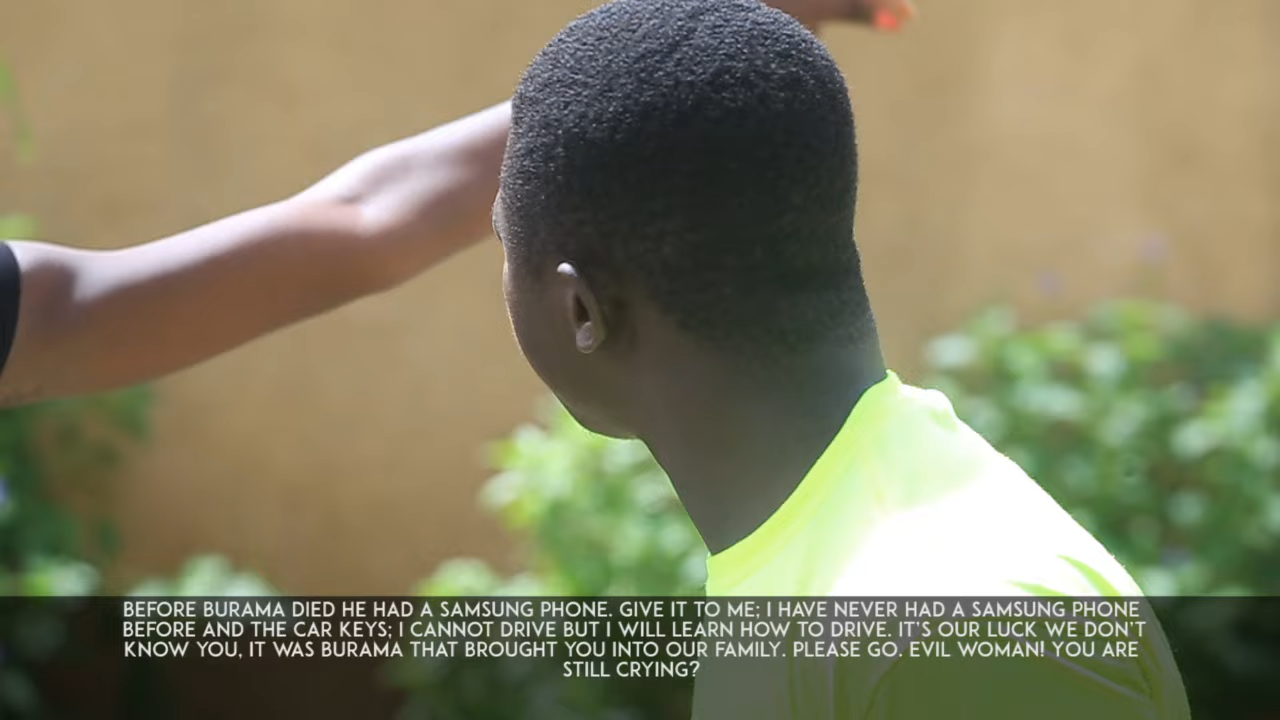 BEFORE BURAMA DIED HE HAD A SAMSUNG PHONE. GIVE IT TO ME; I HAVE NEVER HAD A SAMSUNG PHONE
BEFORE AND THE CAR KEYS; I CANNOT DRIVE BUT I WILL LEARN HOW TO DRIVE. IT'S OUR LUCK WE DON'T
KNOW YOU, IT WAS BURAMA THAT BROUGHT YOU INTO OUR FAMILY. PLEASE GO. EVIL WOMAN! YOU ARE
STILL CRYING?